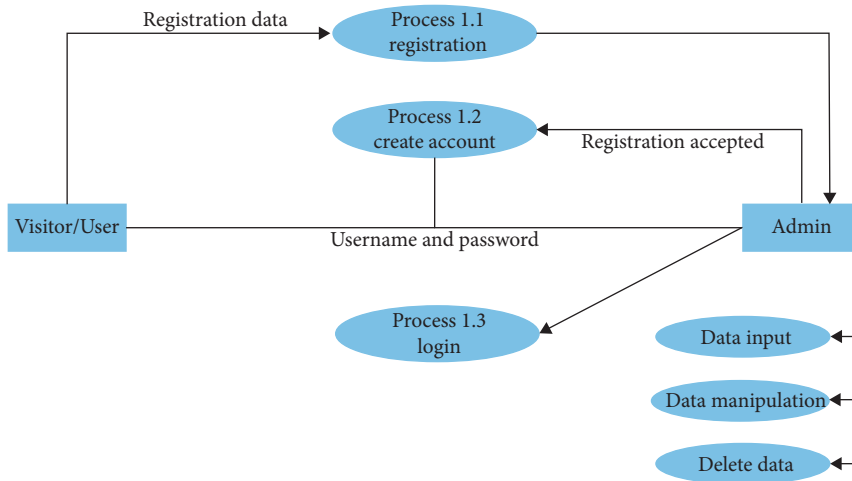 Registration data
Process 1.1
registration
Process 1.2
create account
Registration accepted
Visitor/User
Admin
Username and password
Process 1.3
login
Data input
Data manipulation
Delete data